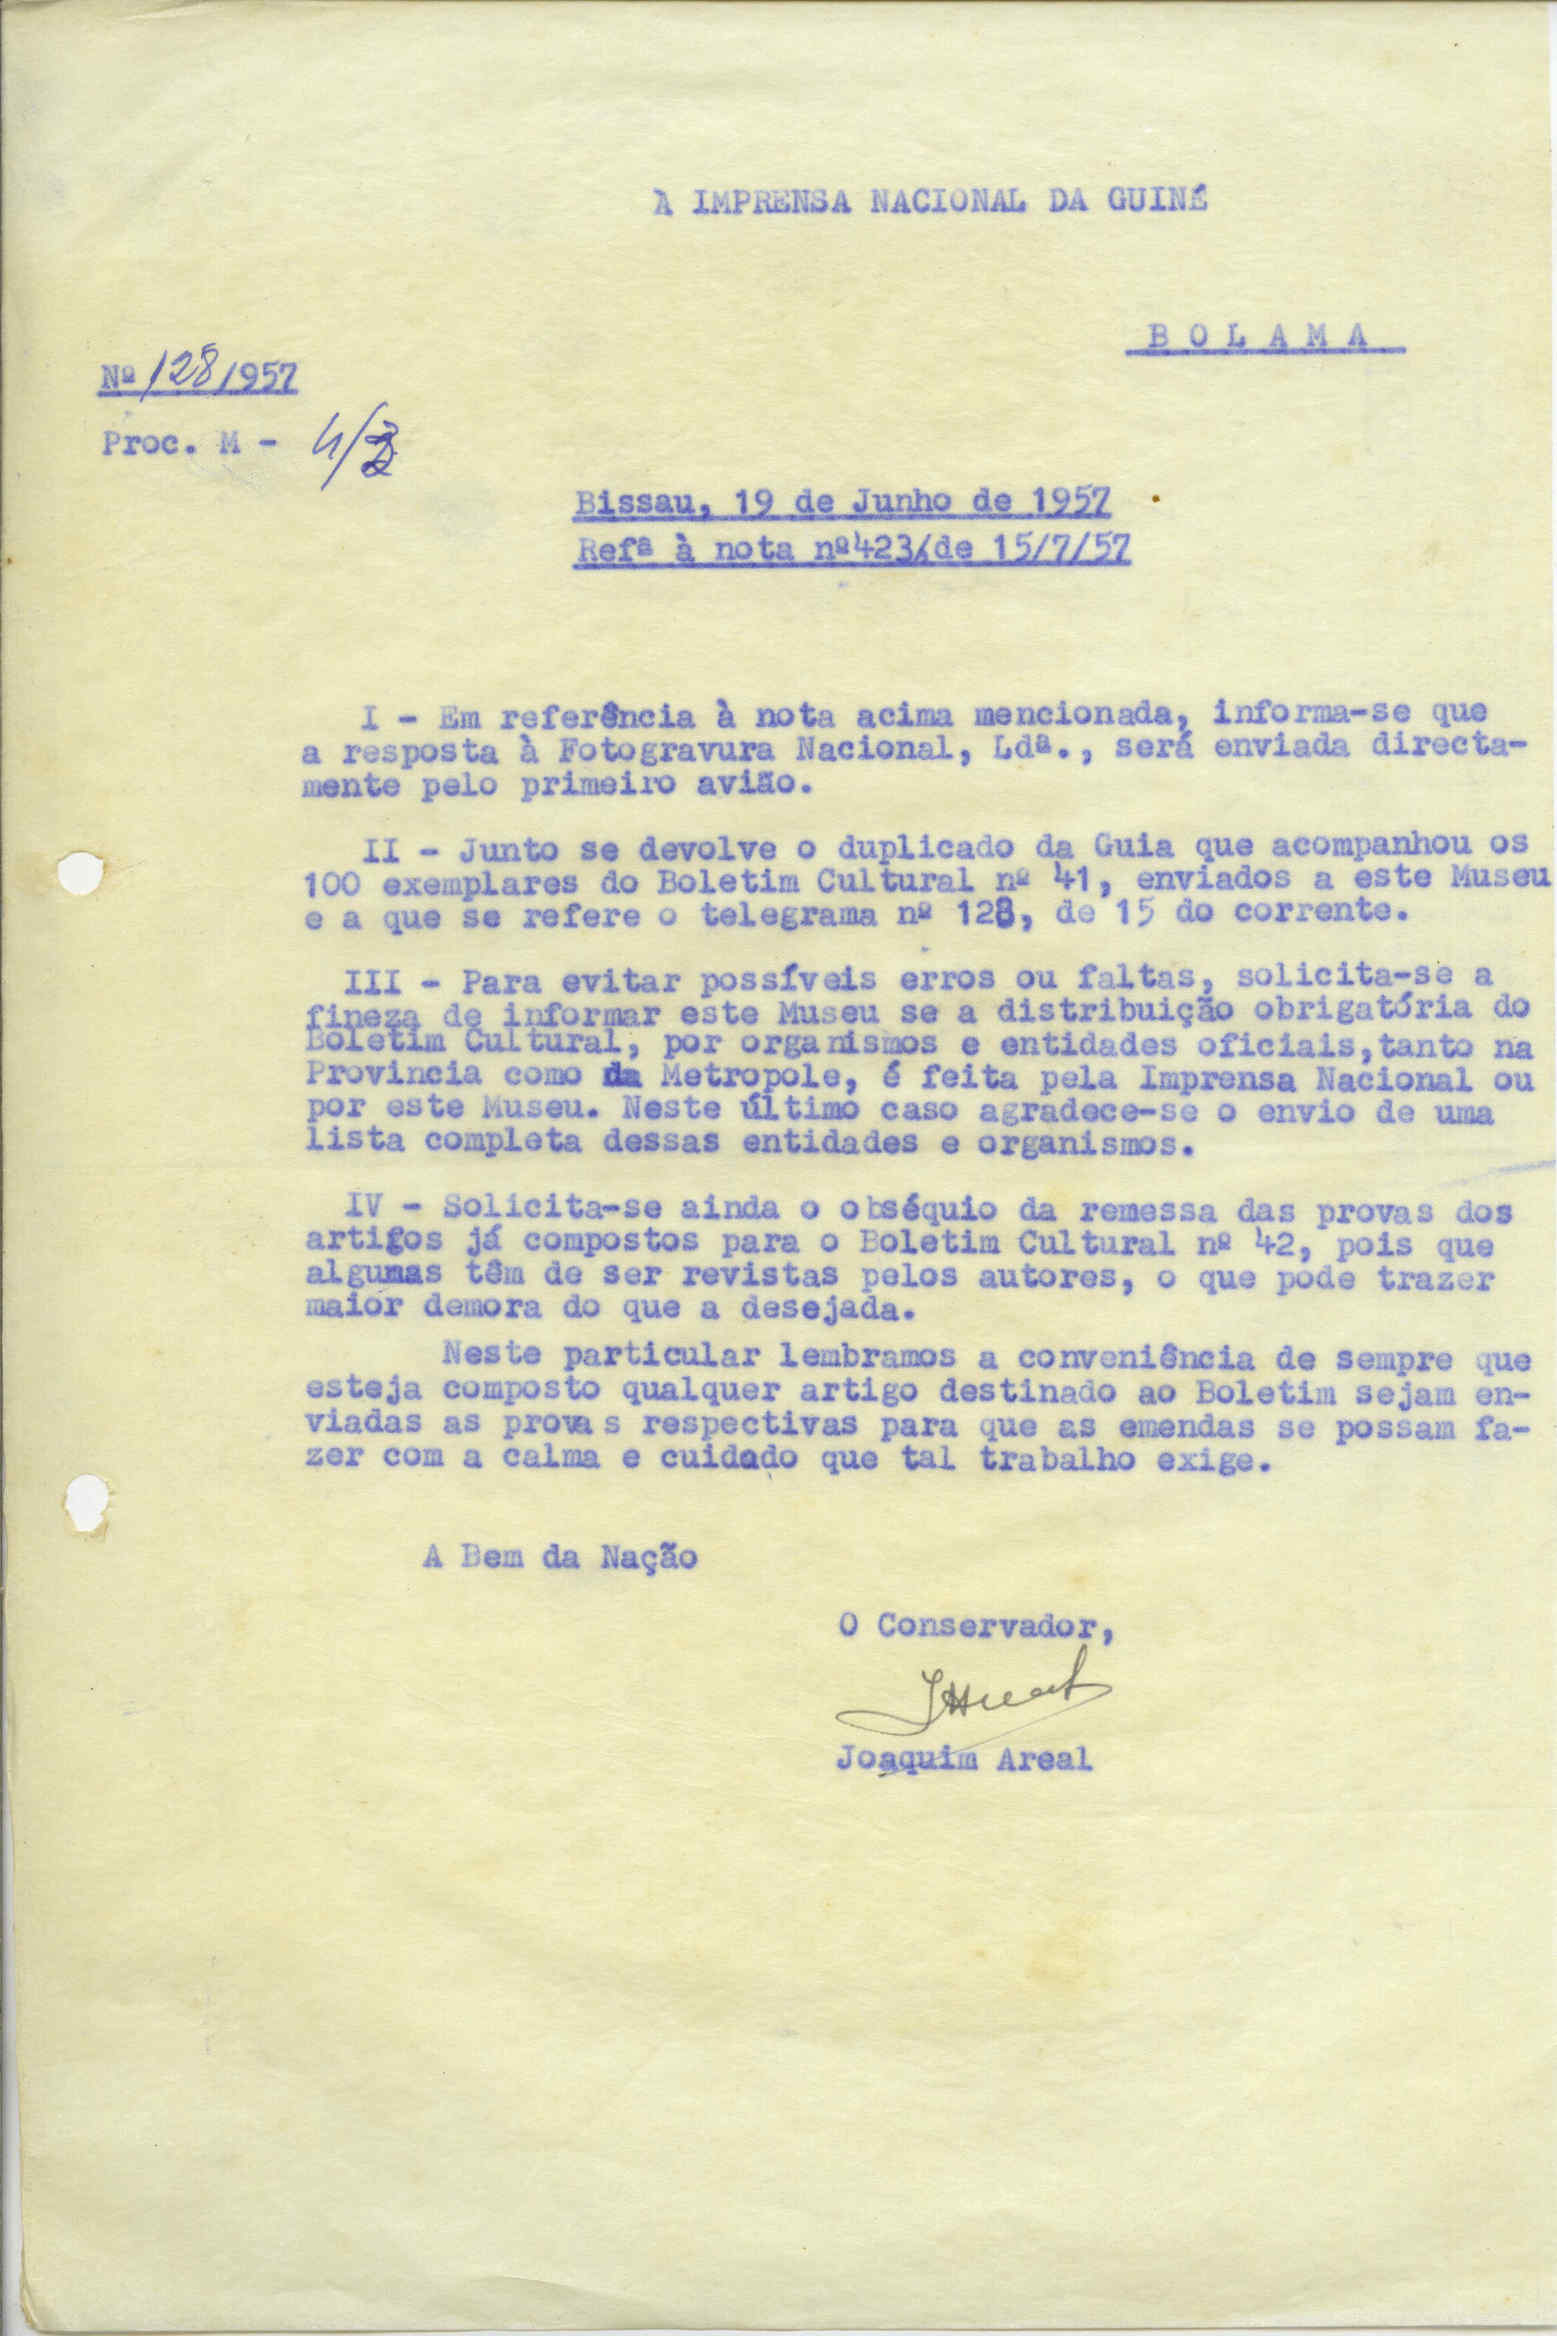 À IMPRENSA NACIONAL DA GUINÉ
B O L A M A
Nº 128/1957
Proc. M - 4/
Bissau, 19 de Junho de 1957
Refª à nota nº423/de 15/7/57
I - Em referência à nota acima mencionada, informa-se que
a resposta à Fotogravura Nacional, Ldª., será enviada directa-
mente pelo primeiro avião.
II - Junto se devolve o duplicado da Guia que acompanhou os
100 exemplares do Boletim Cultural nº 41, enviados a este Museu
e a que se refere o telegrama nº 128, de 15 do corrente.
III - Para evitar possíveis erros ou faltas, solicita-se a
fineza de informar este Museu se a distribuição obrigatória do
Boletim Cultural, por organismos e entidades oficiais,tanto na
Provincia como da Metropole, é feita pela Imprensa Nacional ou
por este Museu. Neste último caso agradece-se o envio de uma
lista completa dessas entidades e organismos.
IV - Solicita-se ainda o obséquio da remessa das provas dos
artigos já compostos para o Boletim Cultural nº 42, pois que
algumas têm de ser revistas pelos autores, o que pode trazer
maior demora do que a desejada.
Neste particular lembramos a conveniência de sempre que
esteja composto qualquer artigo destinado ao Boletim sejam en-
viadas as provas respectivas para que as emendas se possam fa-
zer com a calma e cuidado que tal trabalho exige.
A Bem da Nação
O Conservador,
Joaquim Areal